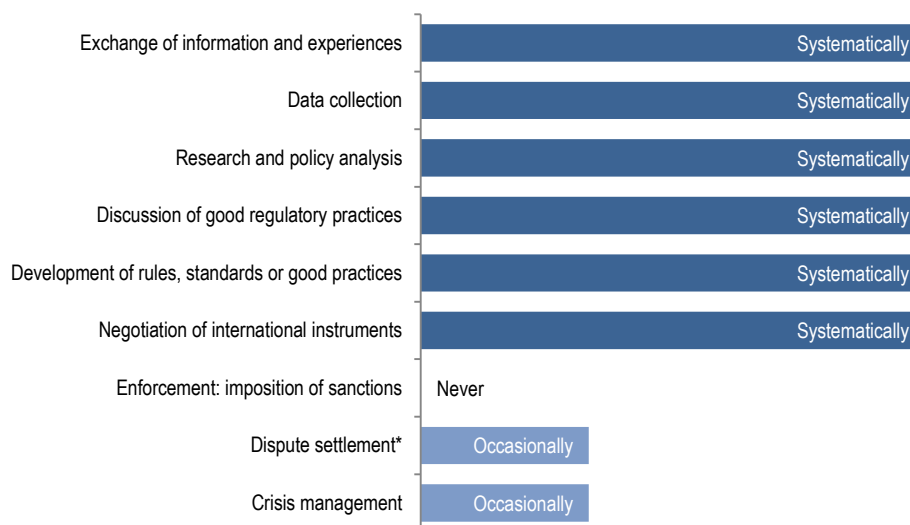 Exchange of information and experiences Systematically
Data collection Systematically
Research and policy analysis Systematically
Discussion of good regulatory practices Systematically
Development of rules, standards or good practices Systematically
Negotiation of international instruments Systematically
Enforcement: imposition of sanctions Never
Dispute settlement* Occasionally
Crisis management Occasionally